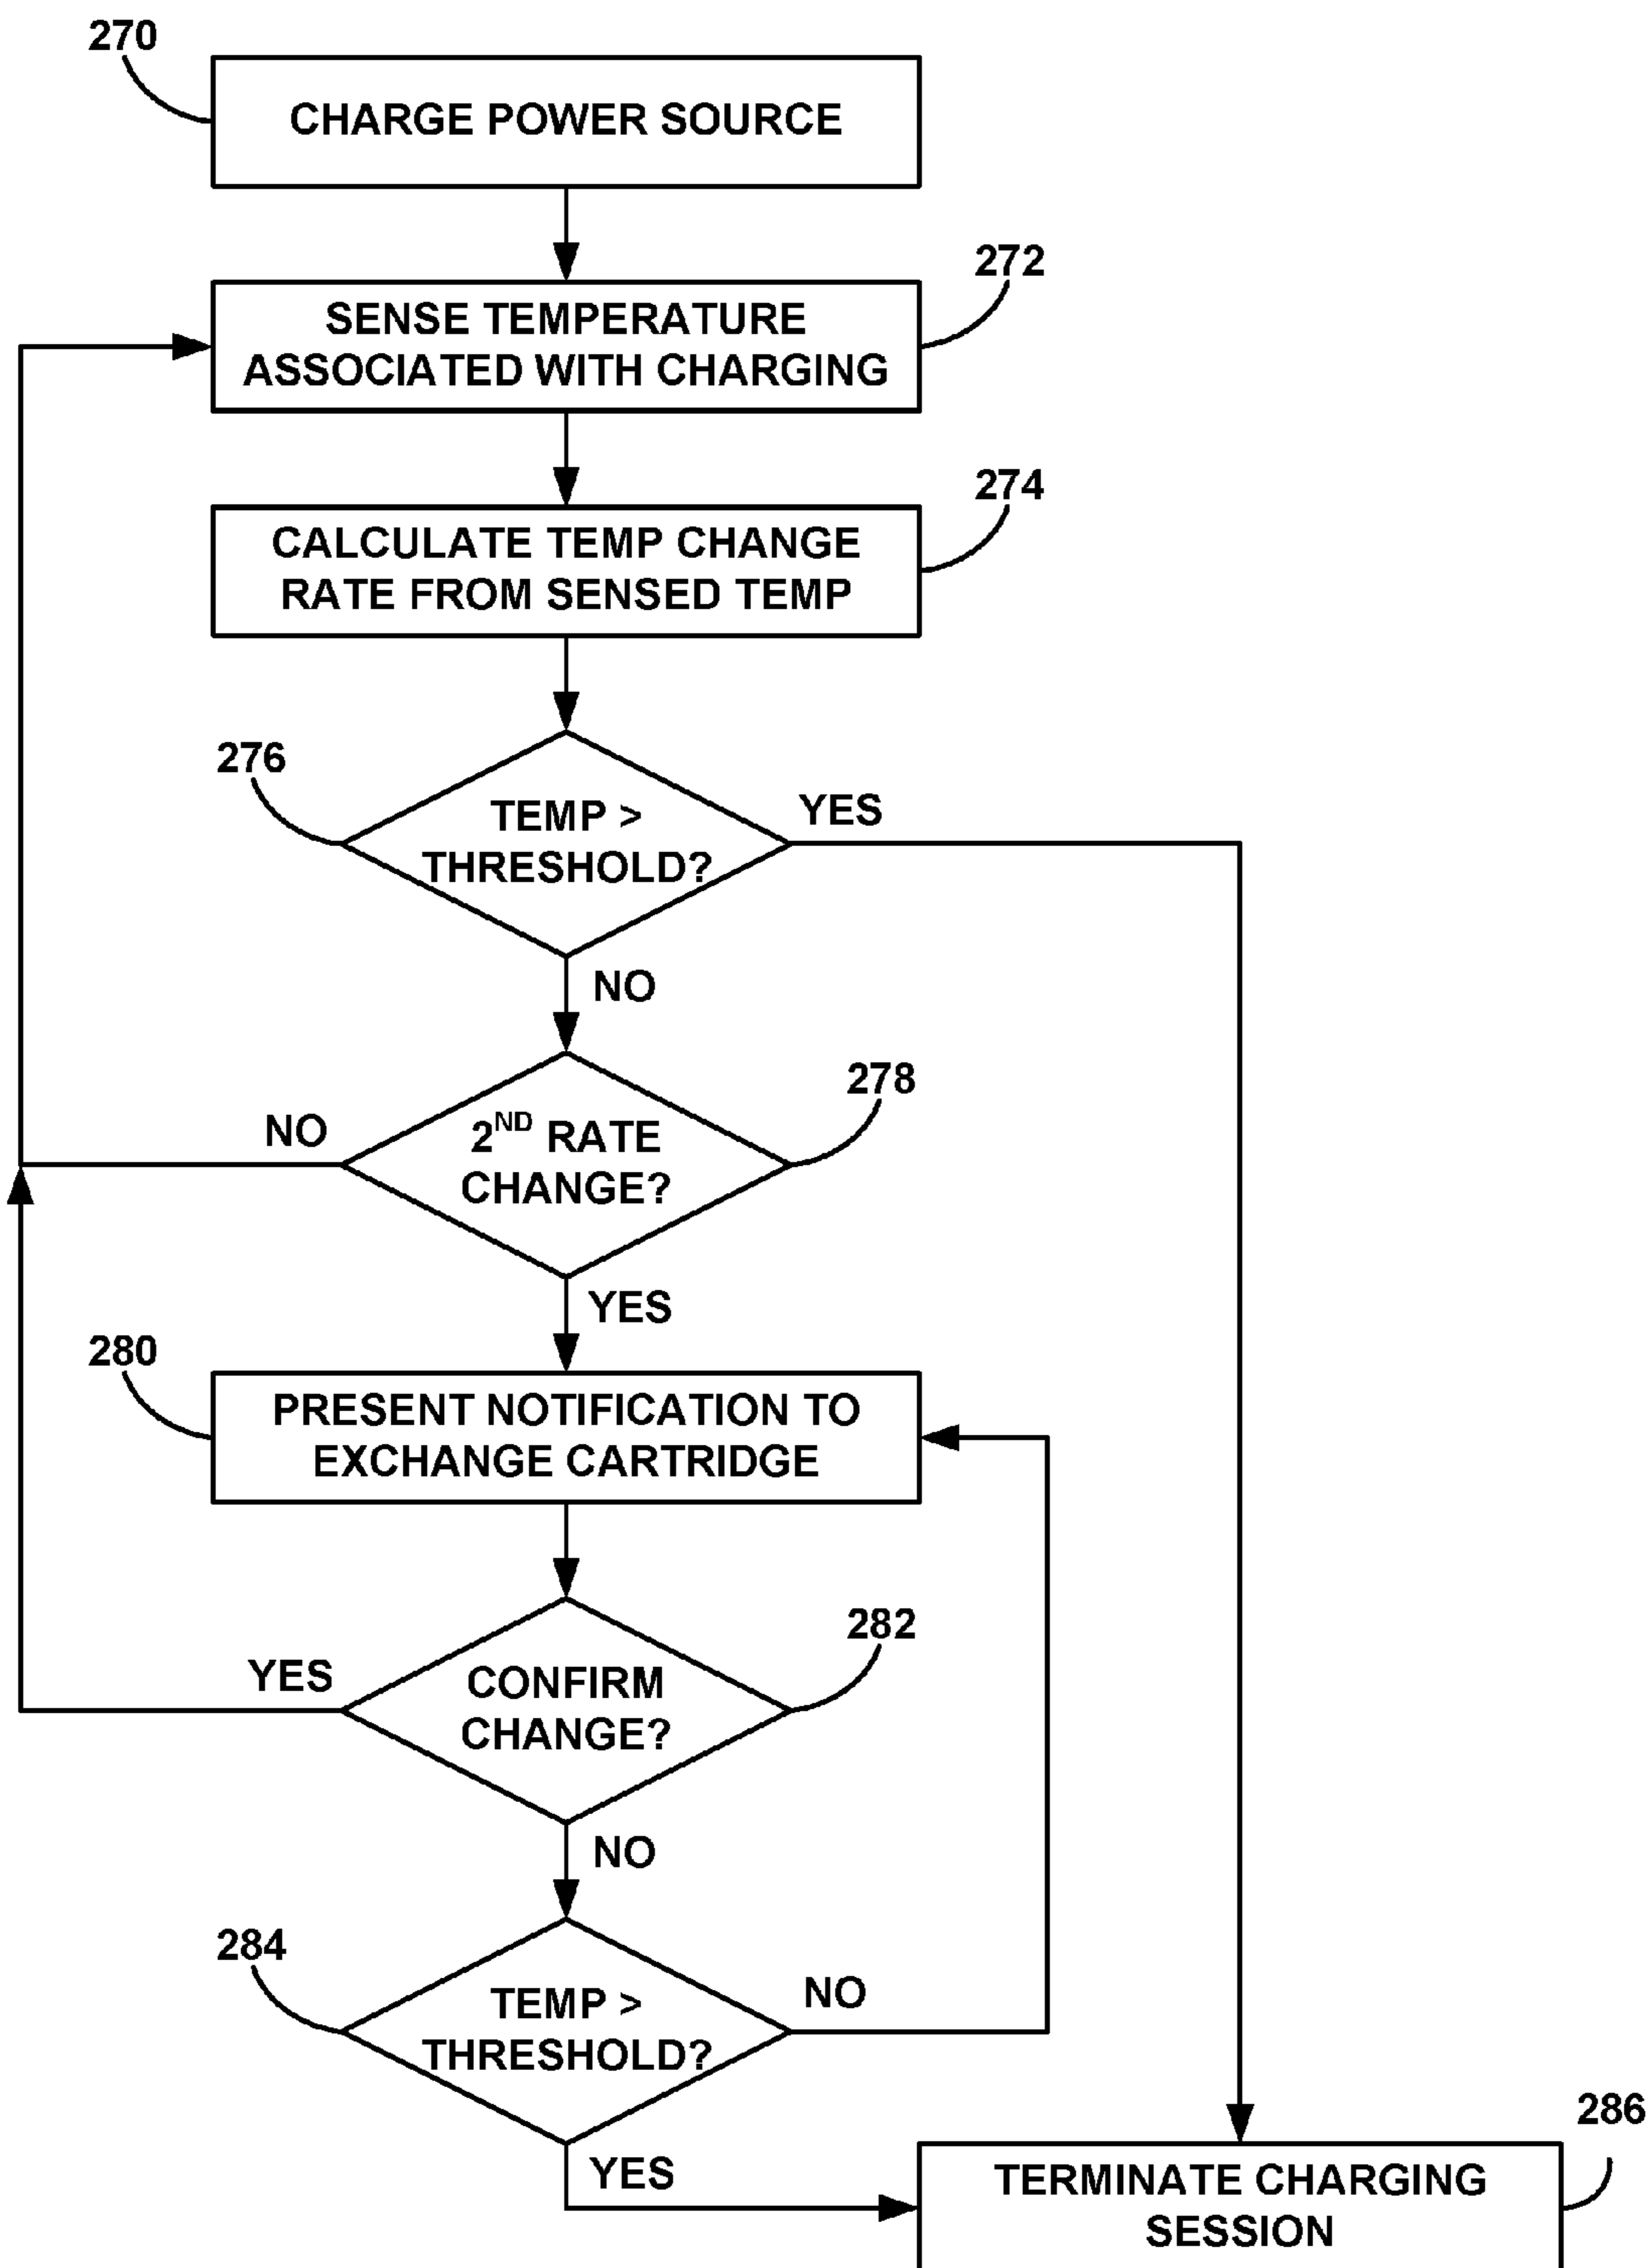 270
CHARGE POWER SOURCE
272
SENSE TEMPERATURE
ASSOCIATED WITH CHARGING
274
CALCULATE TEMP CHANGE
RATE FROM SENSED TEMP
276
TEMP >
THRESHOLD?
YES
NO
278
2ND RATE
CHANGE?
NO
YES
280
PRESENT NOTIFICATION TO
EXCHANGE CARTRIDGE
282
CONFIRM
CHANGE?
YES
NO
284
TEMP >
THRESHOLD?
NO
YES
286
TERMINATE CHARGING
SESSION